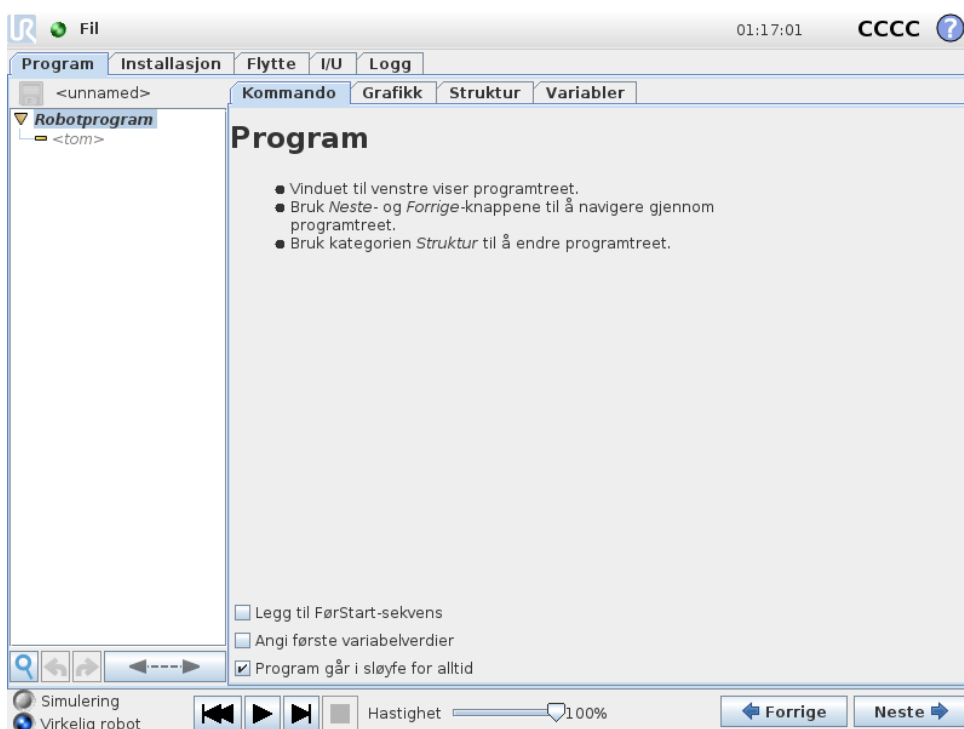 UR Fil 01:17:01 CCCC ?
Program Installasjon Flytte I/U Logg
<unnamed> Kommando Grafikk Struktur Variabler
Robotprogram
<tom>
Program
Vinduet til venstre viser programtreet.
Bruk Neste- og Forrige-knappene til å navigere gjennom
programtreet.
Bruk kategorien Struktur til å endre programtreet.
Legg til FørStart-sekvens
Angi første variabelverdier
Program går i sløyfe for alltid
Simulering
Virkelig robot
Hastighet 100% Forrige Neste